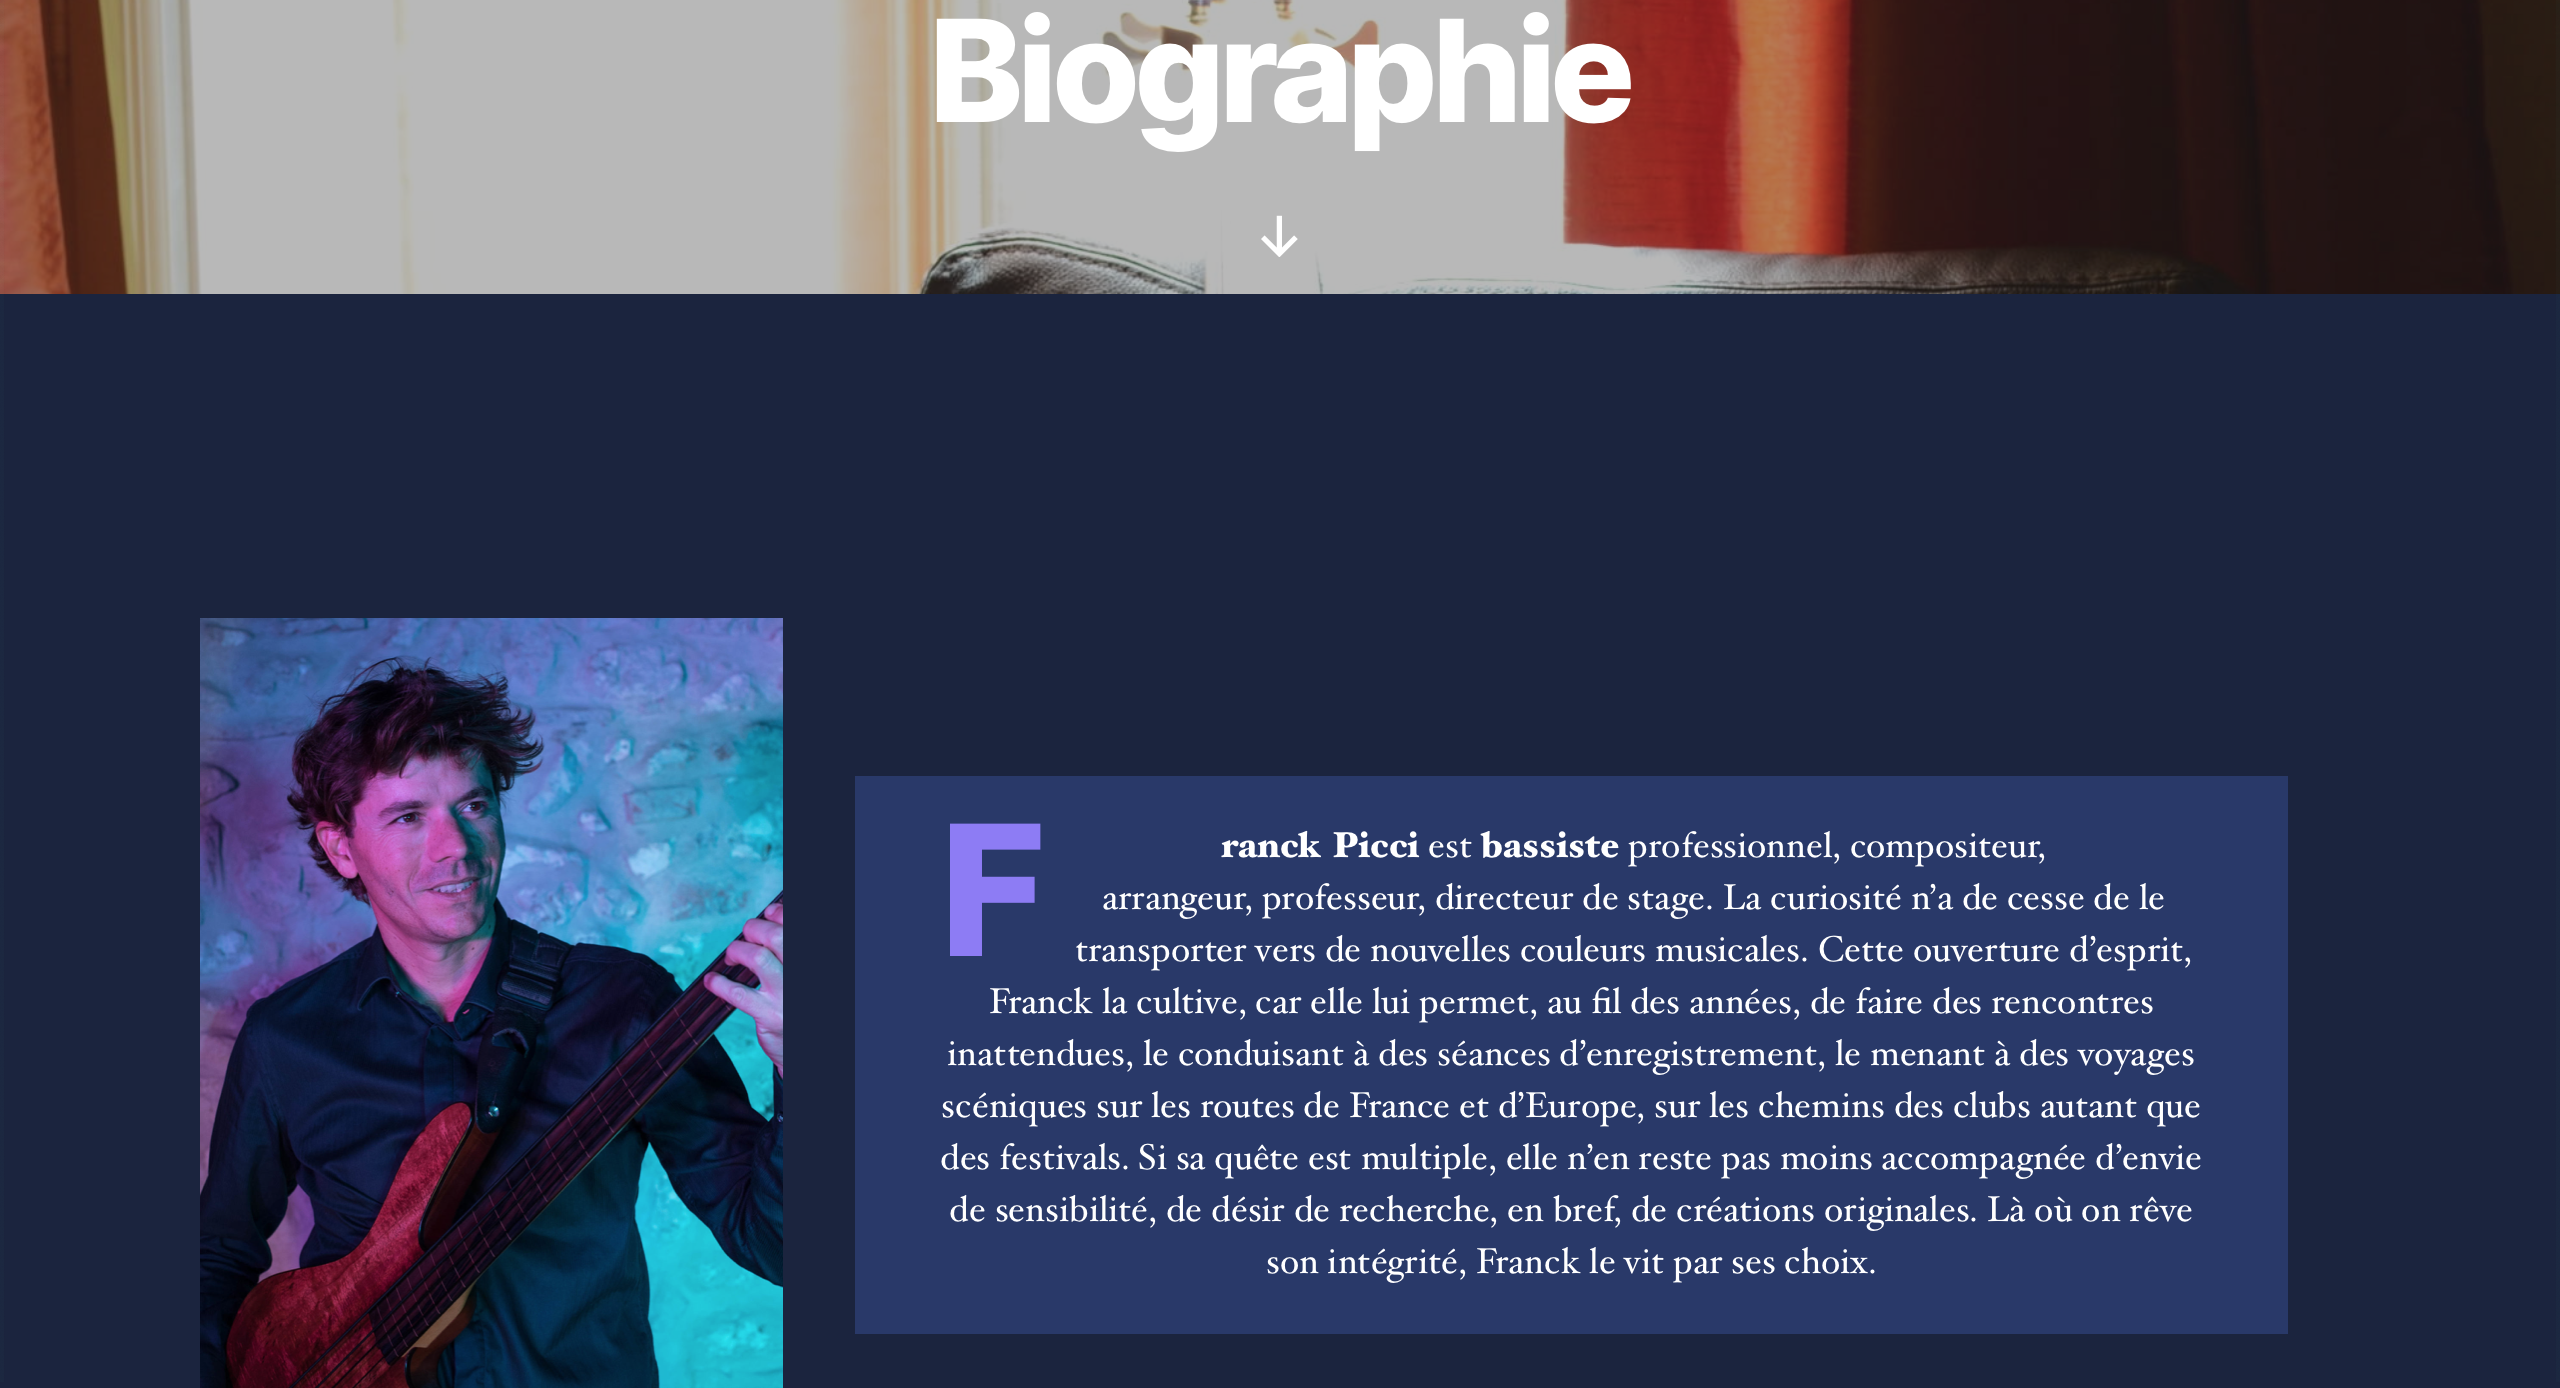 Biographie
Franck Picci est bassiste professionnel, compositeur,
arrangeur, professeur, directeur de stage. La curiosité n’a de cesse de le
transporter vers de nouvelles couleurs musicales. Cette ouverture d’esprit,
Franck la cultive, car elle lui permet, au fil des années, de faire des rencontres
inattendues, le conduisant à des séances d’enregistrement, le menant à des voyages
scéniques sur les routes de France et d’Europe, sur les chemins des clubs autant que
des festivals. Si sa quête est multiple, elle n’en reste pas moins accompagnée d’envie
de sensibilité, de désir de recherche, en bref, de créations originales. Là où on rêve
son intégrité, Franck le vit par ses choix.